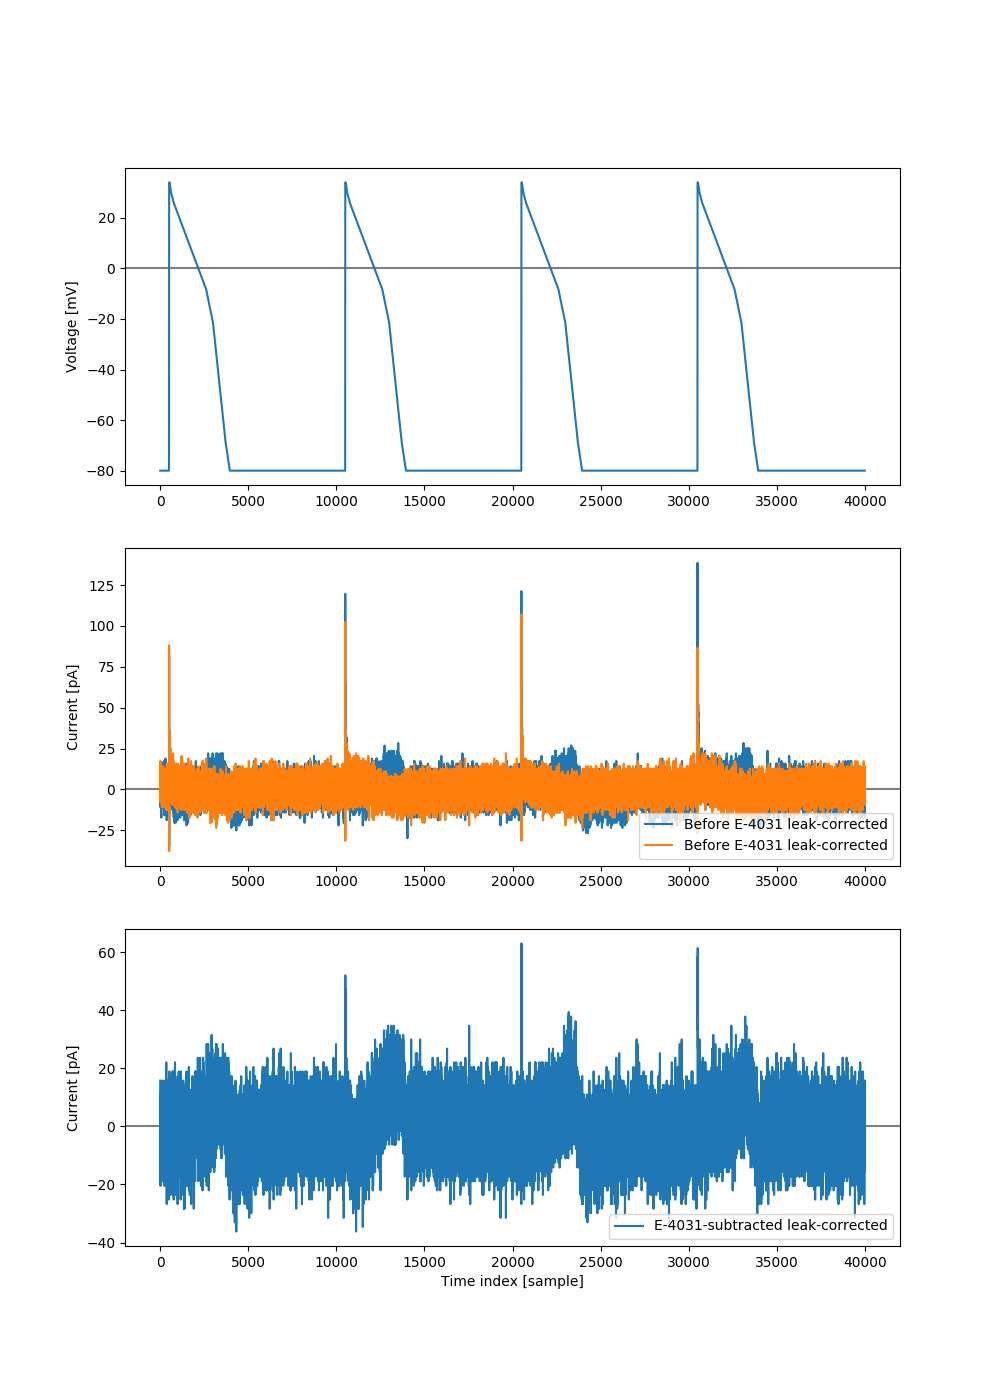 20
0
−20
−40
−60
−80
Voltage [mV]
0 5000 10000 15000 20000 25000 30000 35000 40000
125
100
75
50
25
0
−25
Current [pA]
Before E-4031 leak-corrected
Before E-4031 leak-corrected
0 5000 10000 15000 20000 25000 30000 35000 40000
60
40
20
0
−20
−40
Current [pA]
E-4031-subtracted leak-corrected
0 5000 10000 15000 20000 25000 30000 35000 40000
Time index [sample]